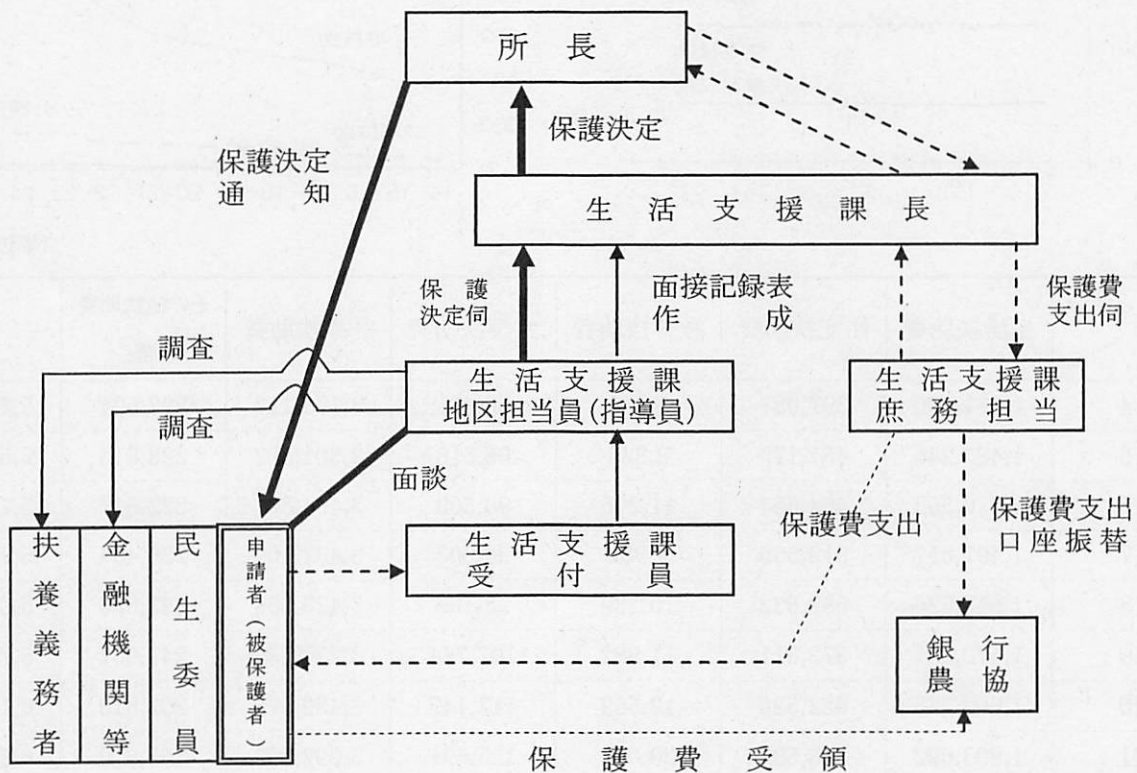 所長
保護決定
保護決定
通知
生活支援課長
保護
決定伺
面接記録表
作成
保護費
支出伺
調査
調査
生活支援課
地区担当員(指導員)
生活支援課
庶務担当
面談
保護費支出
保護費支出
口座振替
生活支援課
受付員
扶養義務者
金融機関等
民生委員
申請者(被保護者)
銀行
農協
保護費受領